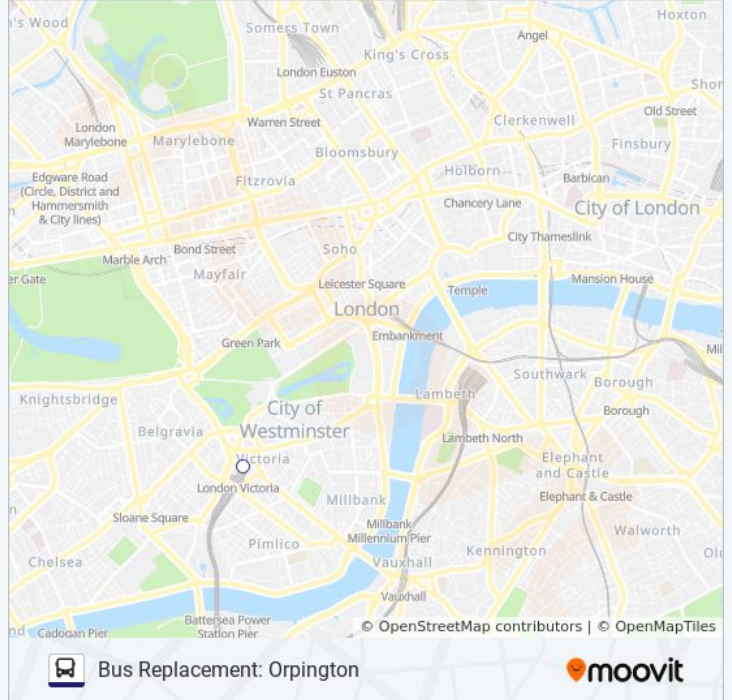 's Wood
Hoxton
Somers Town
Angel
King's Cross
London Euston
St Pancras
Shor
Old Street
Warren Street
Clerkenwell
London
Marylebone
Marylebone
Finsbury
Bloomsbury
Holborn
Edgware Road
(Circle, District and
Hammersmith
& City lines)
Fitzrovia
Barbican
Chancery Lane
City of London
n
City Thameslink
Bond Street
Soho
Marble Arch
Mayfair
er Gate
Leicester Square
Mansion House
Temple
London
Green Park
Embankment
Mil
Southwark
Borough
Knightsbridge
Lambeth
City of
Westminster
Borough
Belgravia
Lambeth North
Victoria
Elephant
and Castle
London Victoria
Millbank
Elephant & Castle
n
Sloane Square
Millbank
Millennium Pier
Walworth
Pimlico
Kennington
Old
Chelsea
Vauxhall
Vauxhall
nd
Cadogan Pier
Battersea Power
Station Pier
© OpenStreetMap contributors | © OpenMapTiles
Bus Replacement: Orpington
moovit